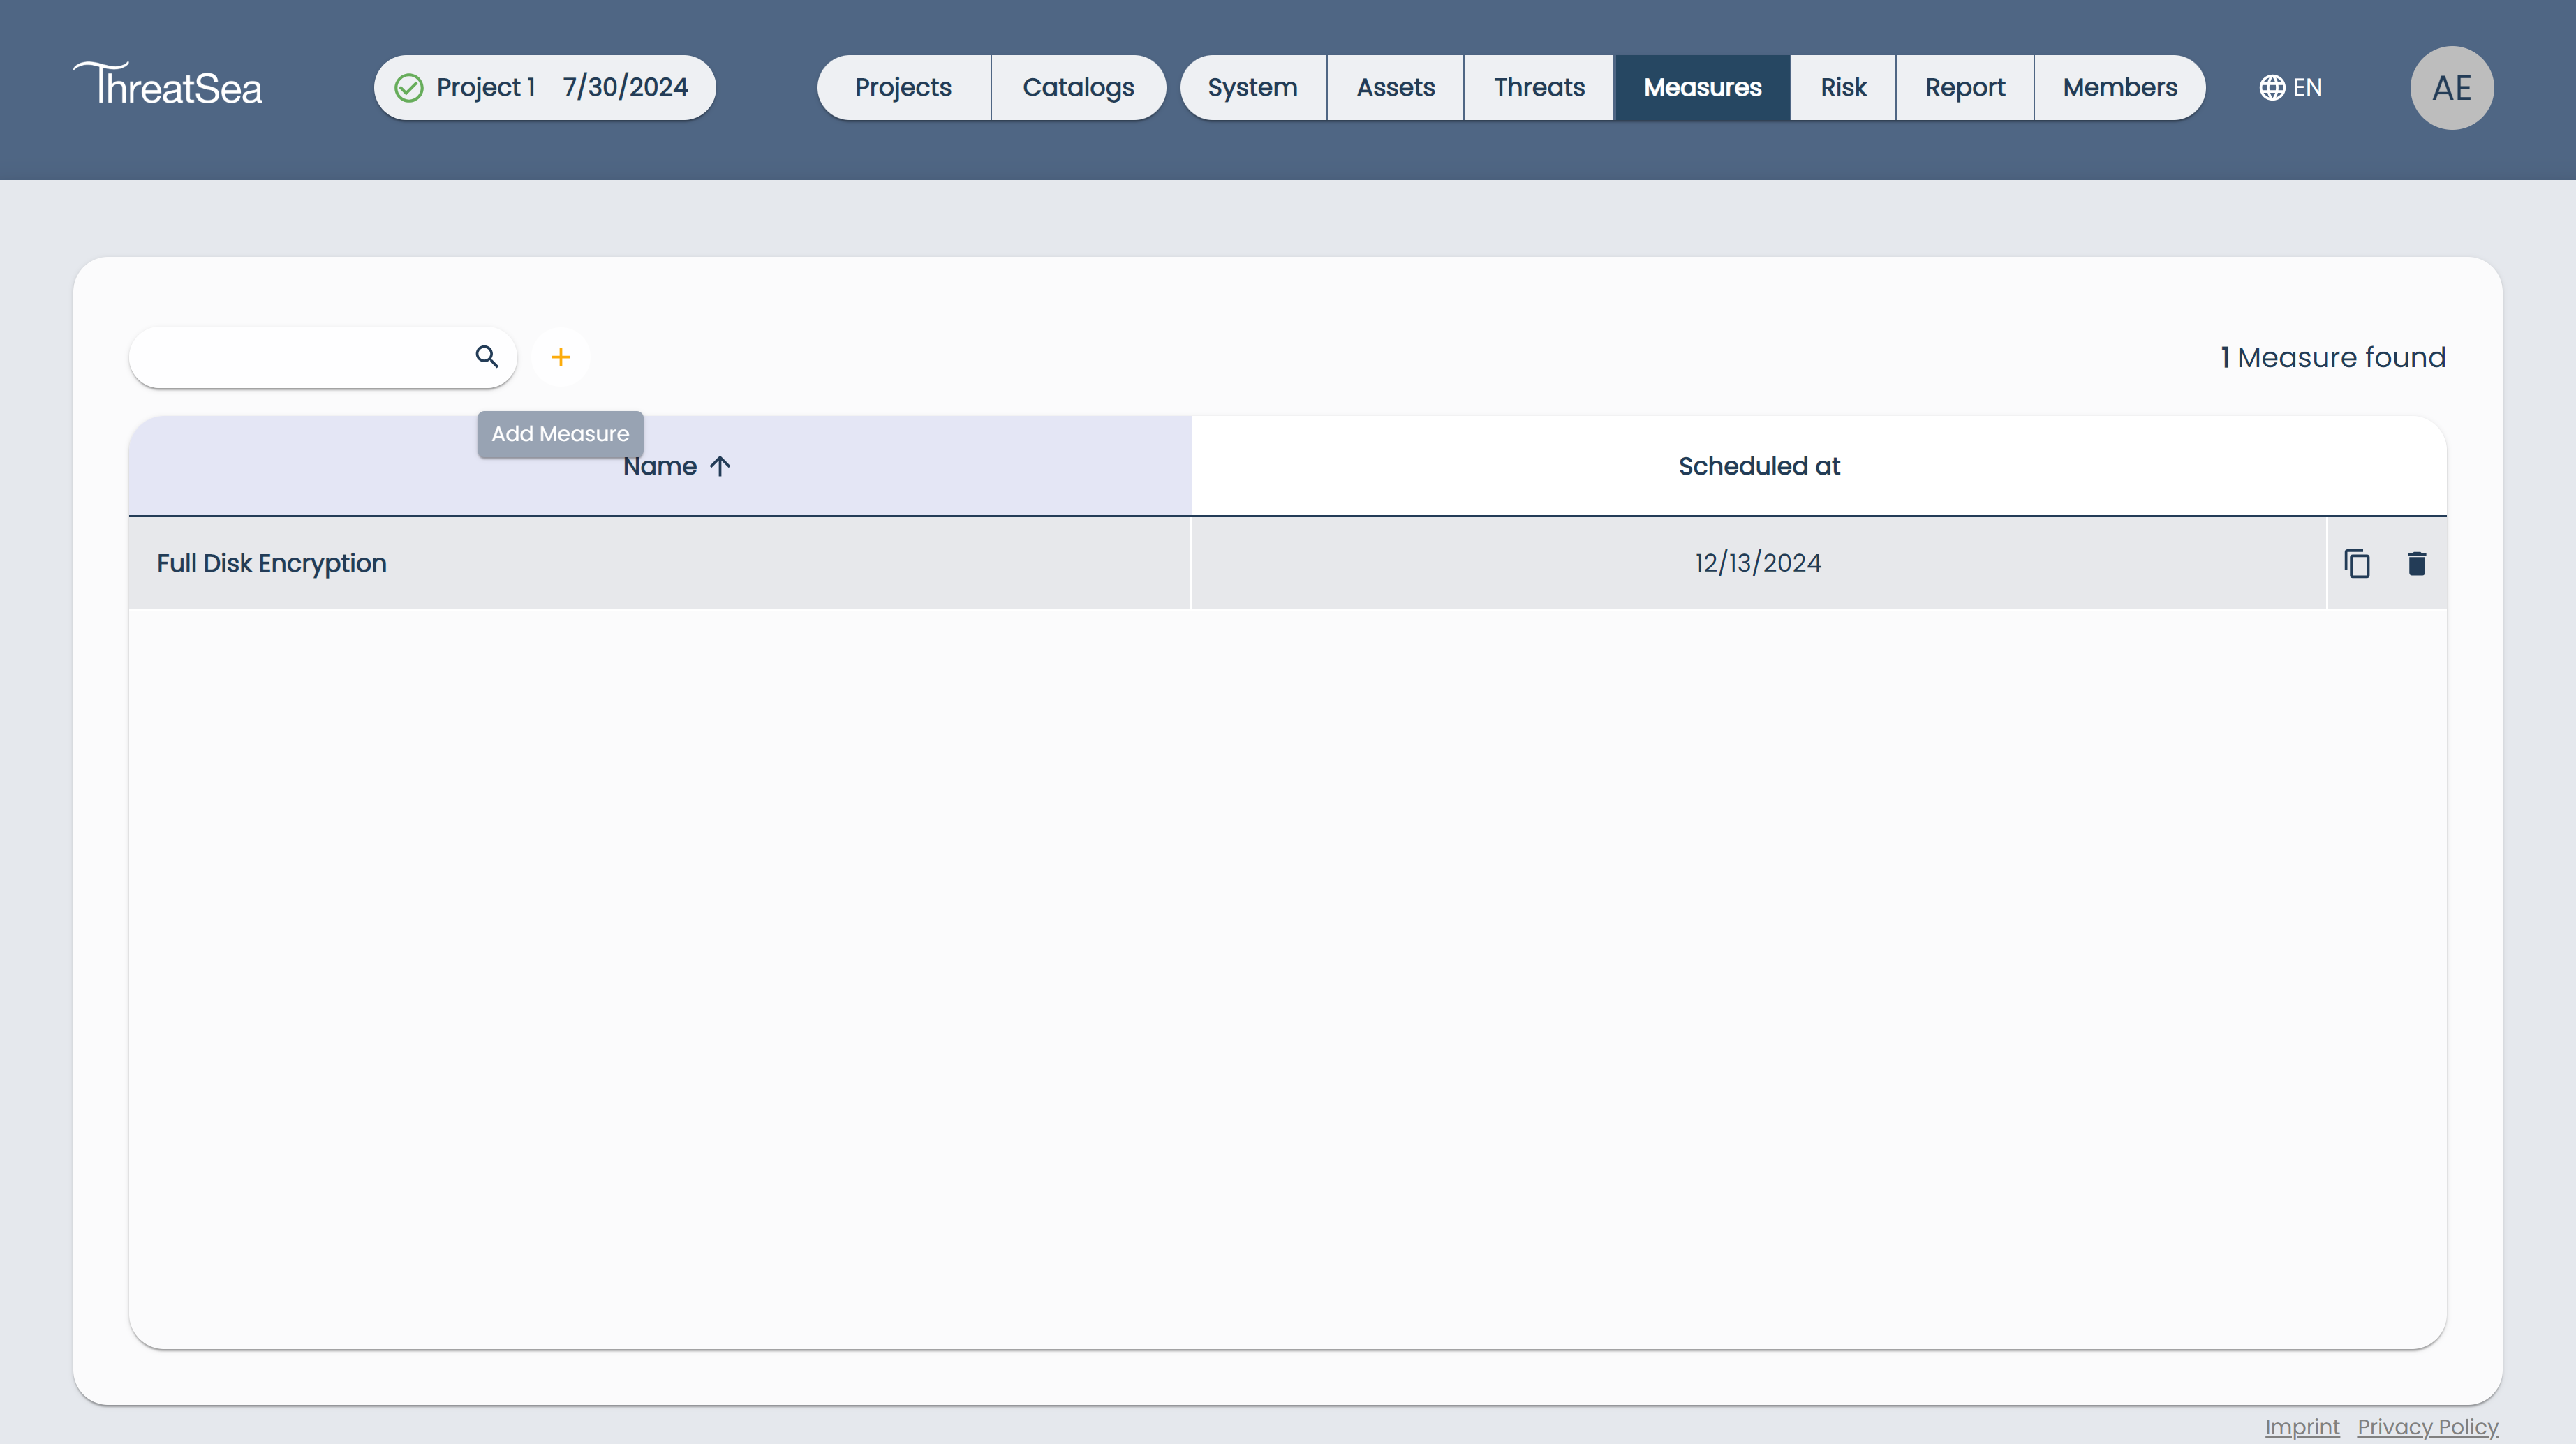 ThreatSea
Project 1 7/30/2024
Projects Catalogs System Assets Threats Measures Risk Report Members
EN
AE
1 Measure found
Add Measure
Name Scheduled at
Full Disk Encryption 12/13/2024
Imprint Privacy Policy